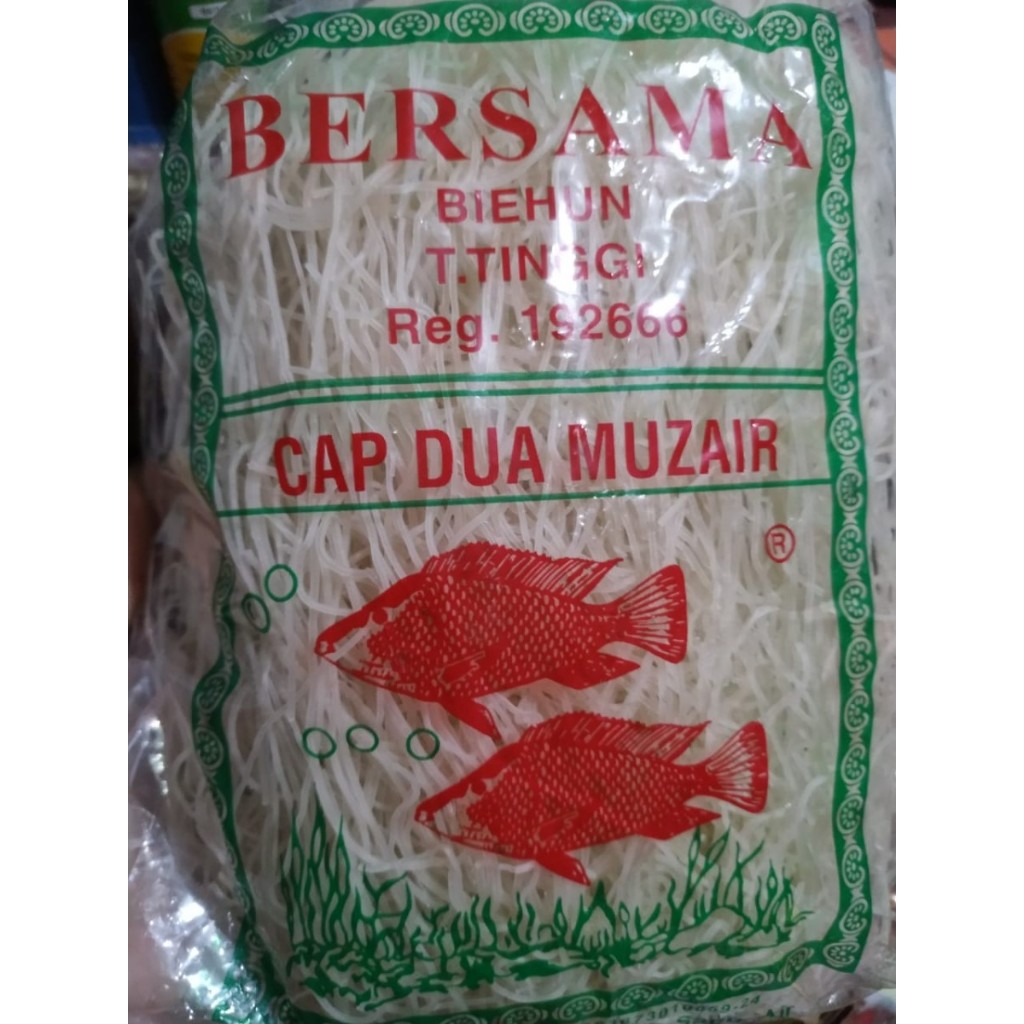 BERSAMA
BIEHUN
T.TINGGI
Reg. 192666
CAP DUA MUZAIR
®